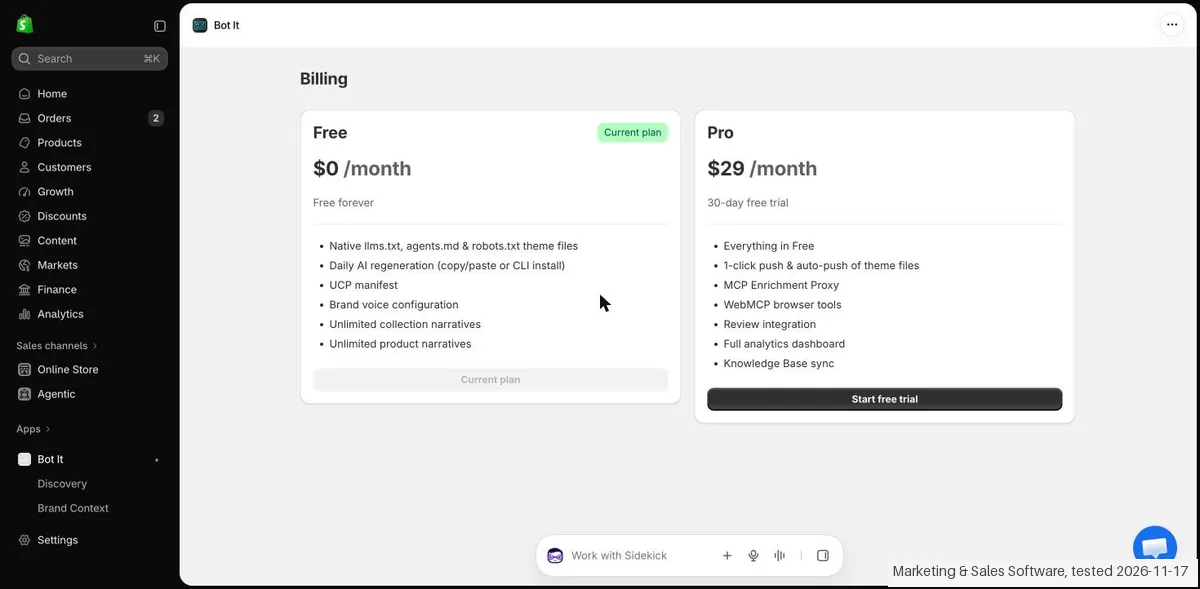 Search ⌘K
Home
Orders 2
Products
Customers
Growth
Discounts
Content
Markets
Finance
Analytics
Sales channels
Online Store
Agentic
Apps
Bot It
Discovery
Brand Context
Settings
Bot It
Billing
Free Current plan
$0 /month
Free forever
• Native llms.txt, agents.md & robots.txt theme files
• Daily AI regeneration (copy/paste or CLI install)
• UCP manifest
• Brand voice configuration
• Unlimited collection narratives
• Unlimited product narratives
Current plan
Pro
$29 /month
30-day free trial
• Everything in Free
• 1-click push & auto-push of theme files
• MCP Enrichment Proxy
• WebMCP browser tools
• Review integration
• Full analytics dashboard
• Knowledge Base sync
Start free trial
Work with Sidekick
Marketing & Sales Software, tested 2026-11-17